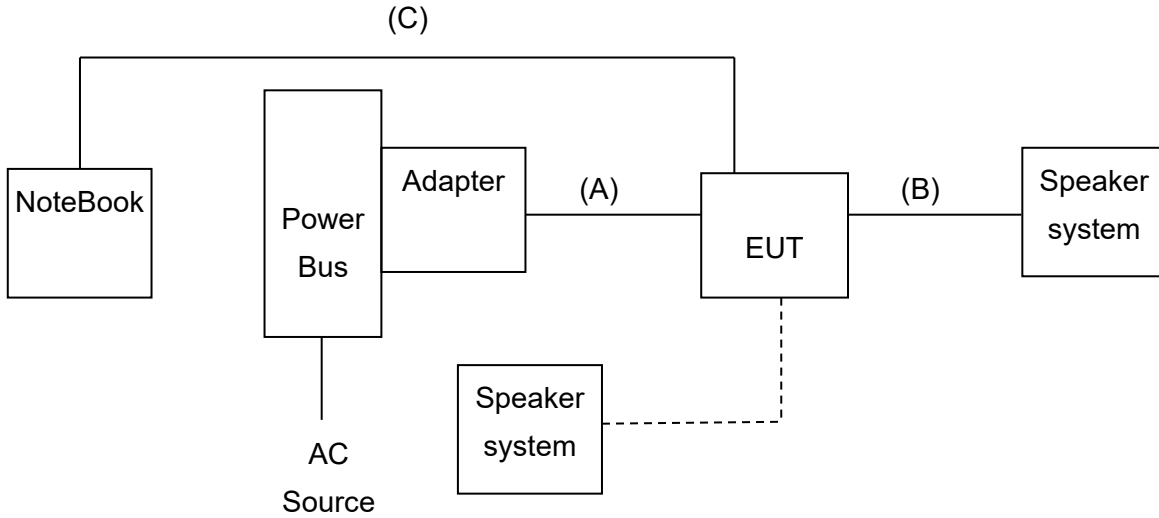 (C)
NoteBook
Power
Bus
Adapter
(A)
EUT
(B)
Speaker
system
Speaker
system
AC
Source